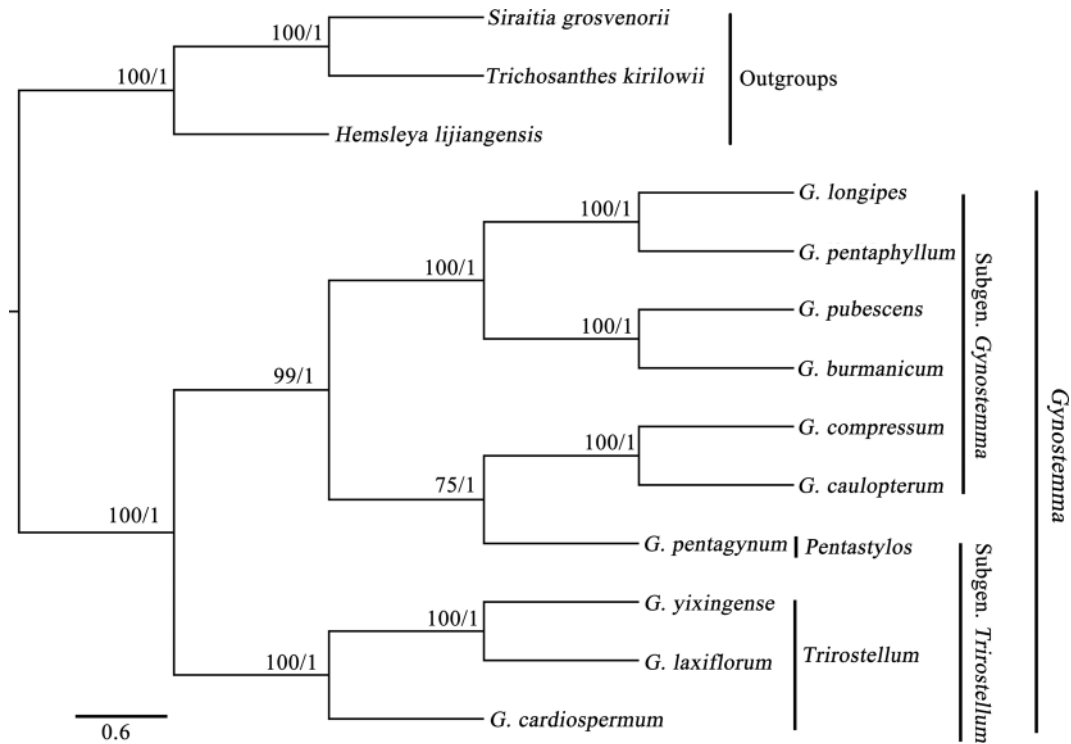 Siraitia grosvenorii
100/1
Trichosanthes kirilowii
100/1
Outgroups
Hemsleya lijiangensis
G. longipes
100/1
G. pentaphyllum
100/1
G. pubescens
100/1
G. burmanicum
99/1
Subgen. Gynostemma
G. compressum
100/1
G. caulopterum
75/1
G. pentagynum
Pentastylos
100/1
Gynostemma
G. yixingense
100/1
G. laxiflorum
Trirostellum
100/1
G. cardiospermum
Subgen. Trirostellum
0.6